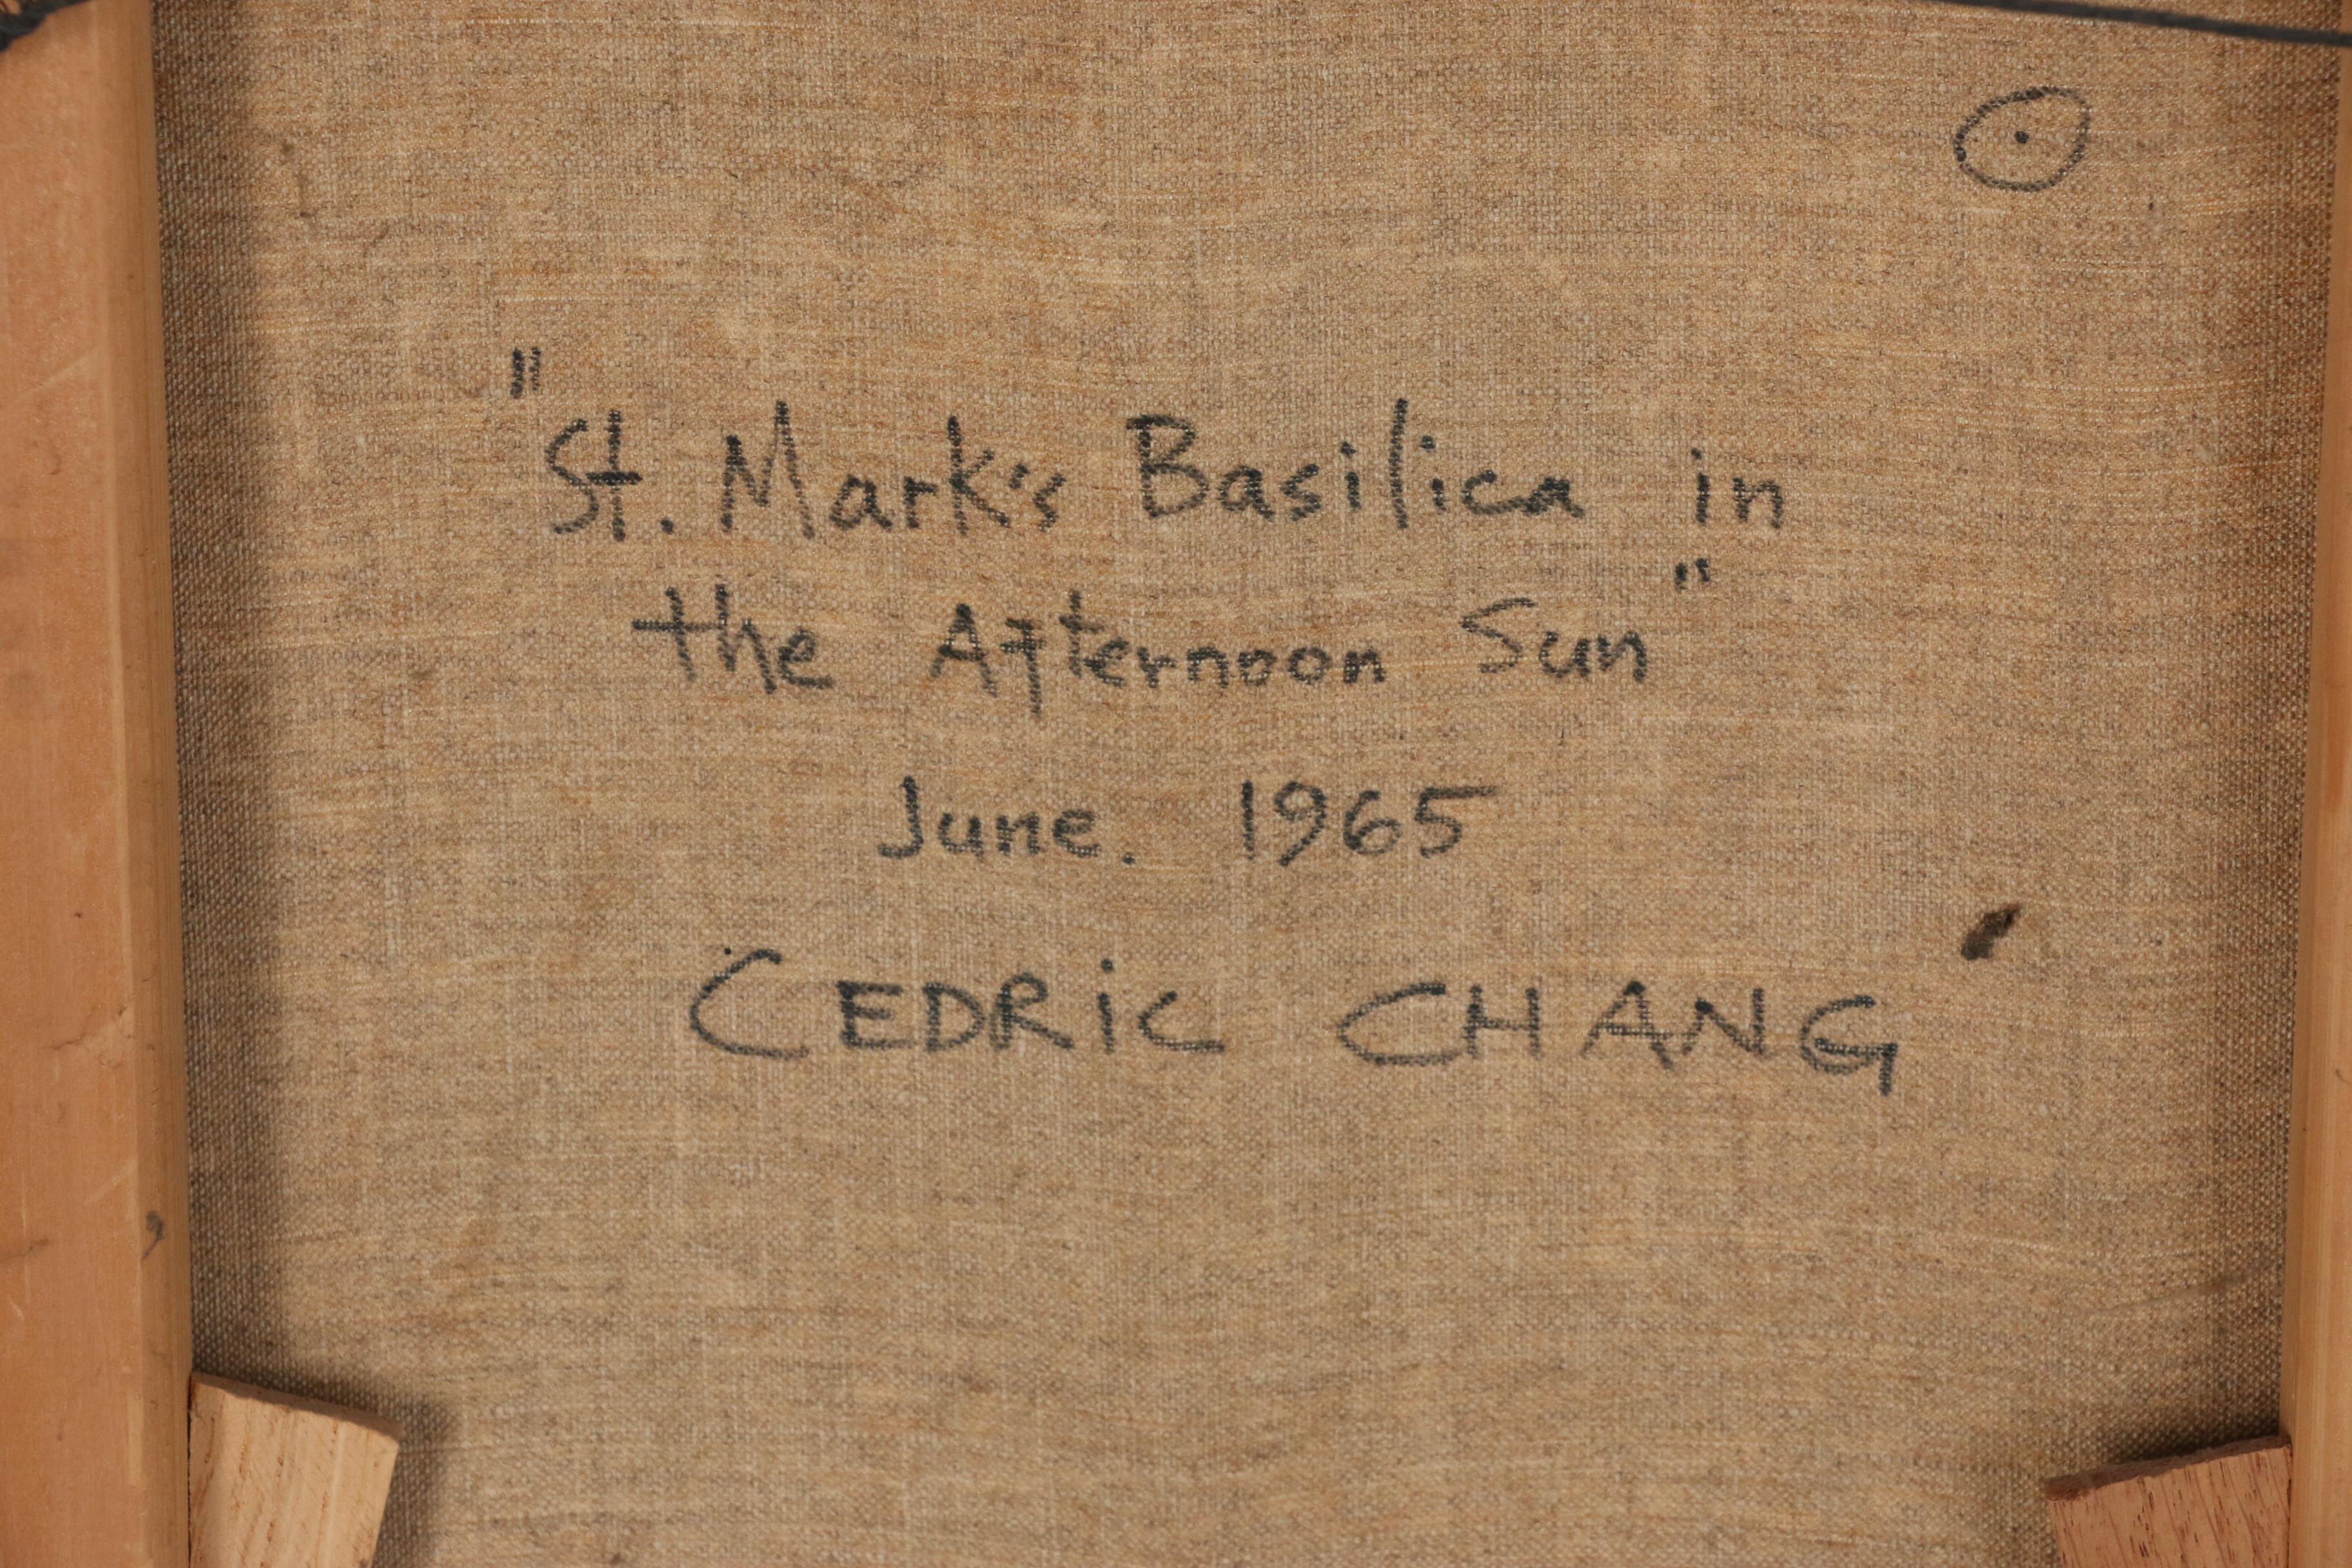 "St. Mark's Basilica in
the Afternoon Sun"
June. 1965
CEDRiC CHANG